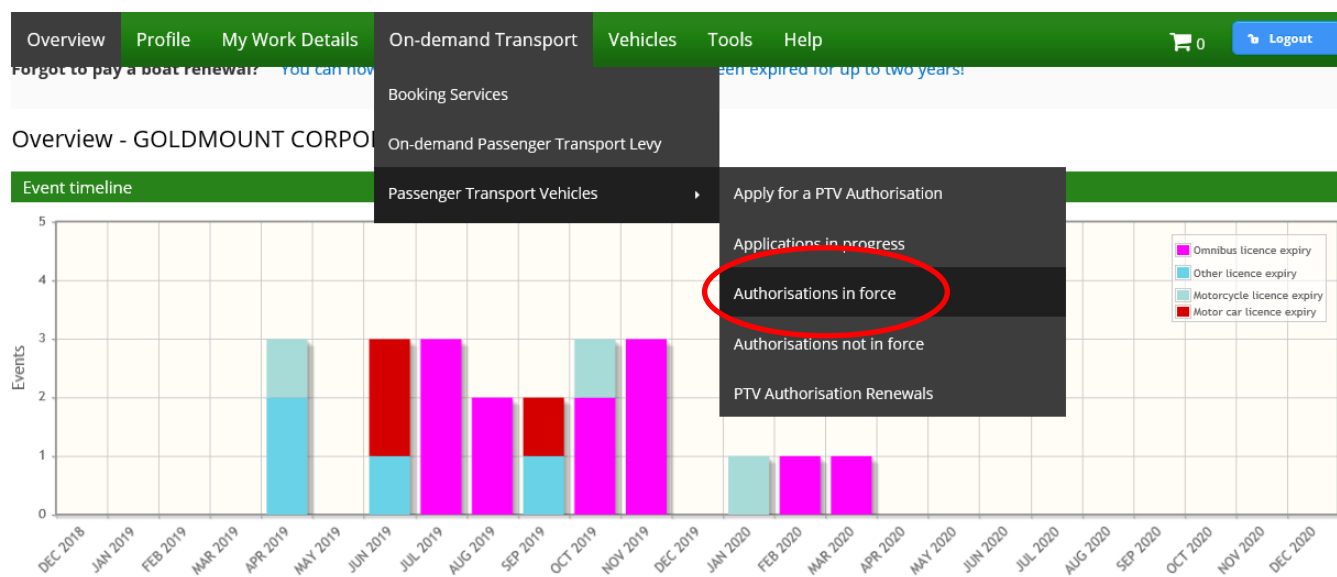 Overview Profile My Work Details On-demand Transport Vehicles Tools Help 0 Logout
Forgot to pay a boat renewal? You can now een expired for up to two years!
Booking Services
Overview - GOLDMOUNT CORPO
On-demand Passenger Transport Levy
Event timeline
Passenger Transport Vehicles
Apply for a PTV Authorisation
Applications in progress
Authorisations in force
Authorisations not in force
PTV Authorisation Renewals
Omnibus licence expiry
Other licence expiry
Motorcycle licence expiry
Motor car licence expiry
Events
5
4
3
2
1
0
DEC 2018 JAN 2019 FEB 2019 MAR 2019 APR 2019 MAY 2019 JUN 2019 JUL 2019 AUG 2019 SEP 2019 OCT 2019 NOV 2019 DEC 2019 JAN 2020 FEB 2020 MAR 2020 APR 2020 MAY 2020 JUN 2020 JUL 2020 AUG 2020 SEP 2020 OCT 2020 NOV 2020 DEC 2020